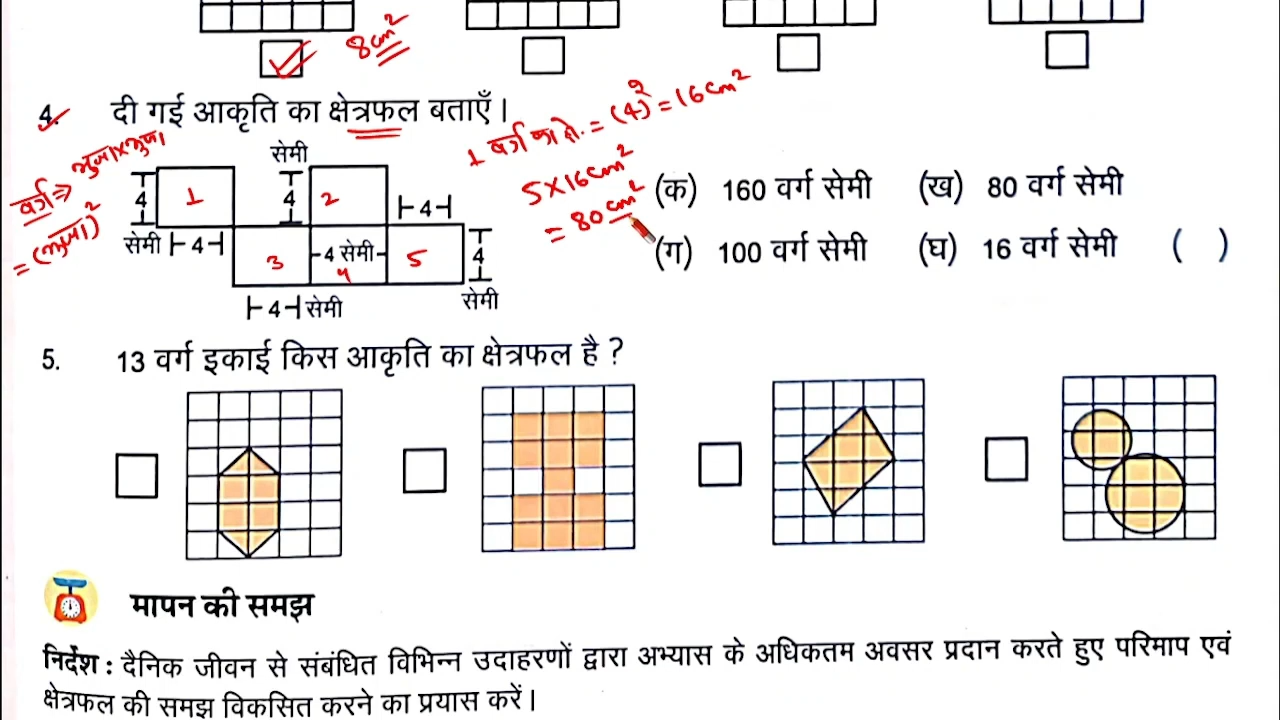 8cm²
4. दी गई आकृति का क्षेत्रफल बताएँ।
1 वर्ग का क्षे. = (4)² = 16cm²
वर्ग ⇒ भुजा×भुजा
= (भुजा)²
5×16cm²
= 80cm²
सेमी
4 1 4 2 4
सेमी 4 3 4 सेमी 5 4
4
4 सेमी सेमी
(क) 160 वर्ग सेमी (ख) 80 वर्ग सेमी
(ग) 100 वर्ग सेमी (घ) 16 वर्ग सेमी ( )
5. 13 वर्ग इकाई किस आकृति का क्षेत्रफल है ?
मापन की समझ
निर्देश : दैनिक जीवन से संबंधित विभिन्न उदाहरणों द्वारा अभ्यास के अधिकतम अवसर प्रदान करते हुए परिमाप एवं
क्षेत्रफल की समझ विकसित करने का प्रयास करें।